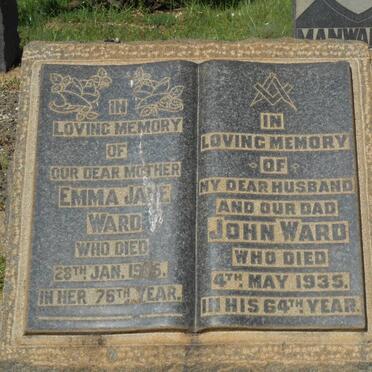 IN
LOVING MEMORY
OF
OUR DEAR MOTHER
EMMA JANE
WARD
WHO DIED
28TH JAN.
IN HER 76TH YEAR.
IN
LOVING MEMORY
OF
MY DEAR HUSBAND
AND OUR DAD
JOHN WARD
WHO DIED
4TH MAY 1935.
IN HIS 64TH YEAR.